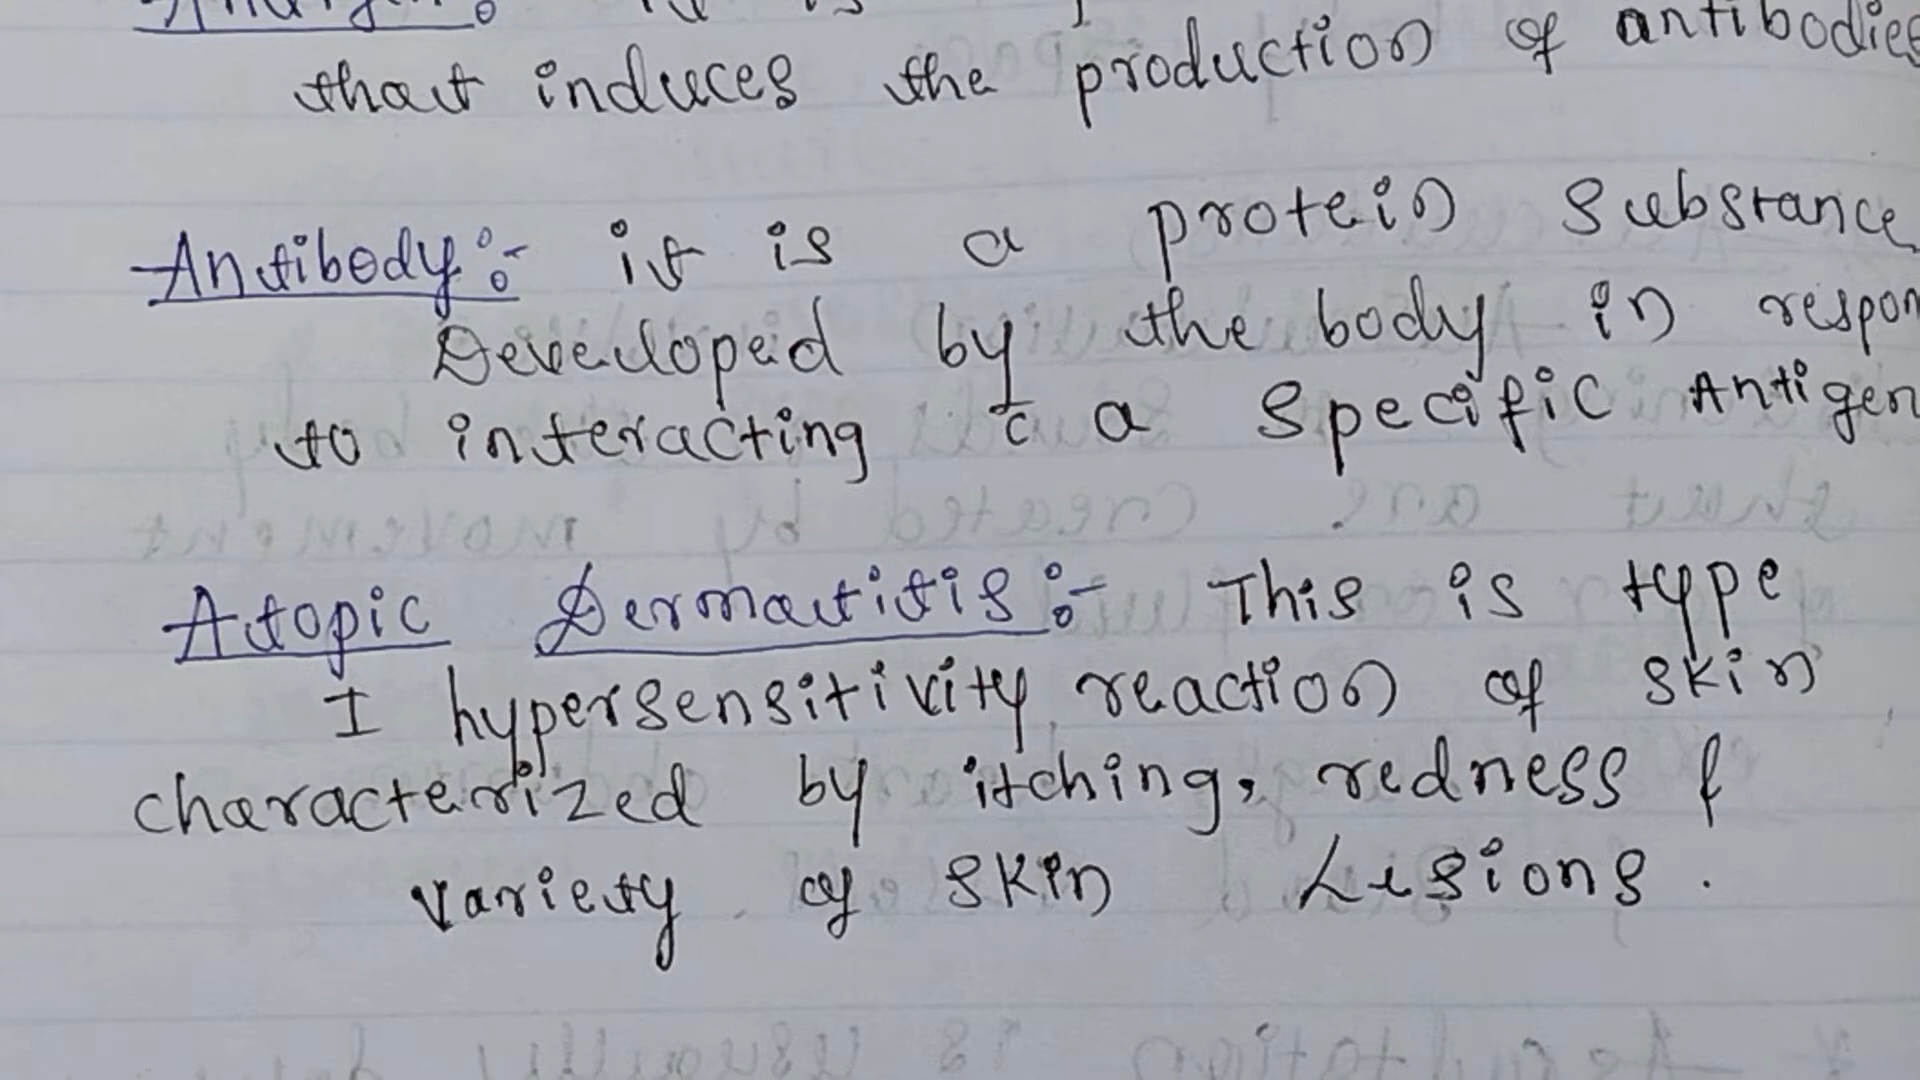 that induces the production of antibodies
Antibody:- it is a protein substance
Developed by the body in respon
to interacting c̄ a specific Antigen
Atopic Dermatitis:- This is type
I hypersensitivity reaction of skin
characterized by itching, redness &
variety of skin Lesions.